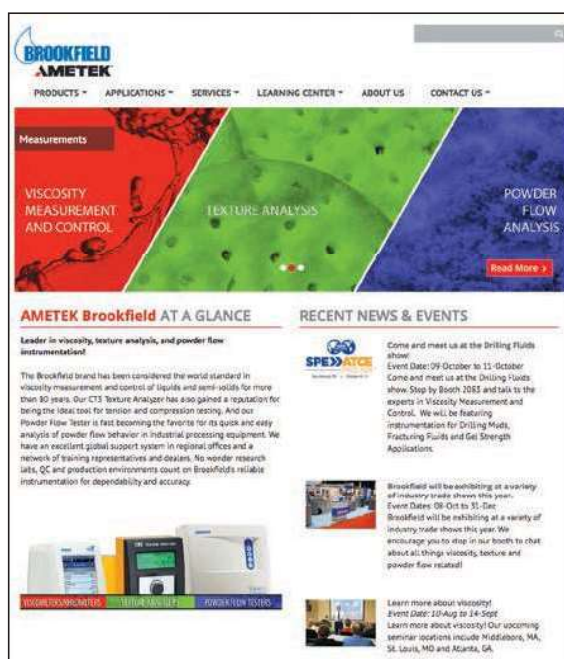 BROOKFIELD
AMETEK
PRODUCTS
APPLICATIONS
SERVICES
LEARNING CENTER
ABOUT US
CONTACT US
Measurements
VISCOSITY
MEASUREMENT
AND CONTROL
TEXTURE ANALYSIS
POWDER
FLOW
ANALYSIS
Read More >
AMETEK Brookfield AT A GLANCE
Leader in viscosity, texture analysis, and powder flow
instrumentation!
The Brookfield brand has been considered the world standard in
viscosity measurement and control of liquids and semi-solids for more
than 80 years. Our CT3 Texture Analyzer has also gained a reputation for
being the ideal tool for tension and compression testing. And our
Powder Flow Tester is fast becoming the favorite for its quick and easy
analysis of powder flow behavior in industrial processing equipment. We
have an excellent global support system in regional offices and a
network of training representatives and dealers. No wonder research
labs, QC and production environments count on Brookfield's reliable
instrumentation for dependability and accuracy.
VISCOMETERS/RHEOMETERS
TEXTURE ANALYZERS
POWDER FLOW TESTERS
RECENT NEWS & EVENTS
SPE ATCE
Come and meet us at the Drilling Fluids
show!
Event Date: 09-October to 11-October
Come and meet us at the Drilling Fluids
show. Stop by Booth 2083 and talk to the
experts in Viscosity Measurement and
Control. We will be featuring
instrumentation for Drilling Muds,
Fracturing Fluids and Gel Strength
Applications.
Brookfield will be exhibiting at a variety
of industry trade shows this year.
Event Dates: 08-Oct to 31-Dec
Brookfield will be exhibiting at a variety of
industry trade shows this year. We
encourage you to stop in our booth to chat
about all things viscosity, texture and
powder flow related!
Learn more about viscosity!
Event Date: 10-Aug to 14-Sept
Learn more about viscosity! Our upcoming
seminar locations include Middleboro, MA,
St. Louis, MO and Atlanta, GA.